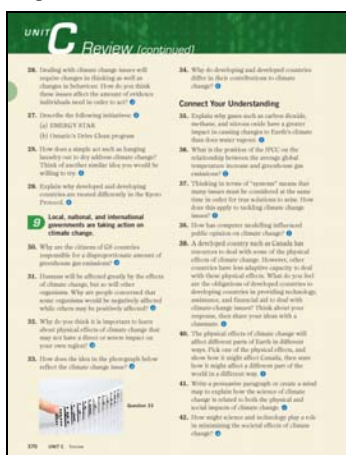 UNIT C Review (continued)
26. Dealing with climate change issues will
require changes in thinking as well as
changes in behaviour. How do you think
these issues affect the amount of evidence
individuals need in order to act?
27. Describe the following initiatives:
(a) ENERGY STAR
(b) Ontario's Drive Clean program
28. How does a simple act such as hanging
laundry out to dry address climate change?
Think of another similar idea you would be
willing to try.
29. Explain why developed and developing
countries are treated differently in the Kyoto
Protocol.
9 Local, national, and international
governments are taking action on
climate change.
30. Why are the citizens of G8 countries
responsible for a disproportionate amount of
greenhouse gas emissions?
31. Humans will be affected greatly by the effects
of climate change, but so will other
organisms. Why are people concerned that
some organisms would be negatively affected
while others may be positively affected?
32. Why do you think it is important to learn
about physical effects of climate change that
may not have a direct or severe impact on
your own region?
33. How does the idea in the photograph below
reflect the climate change issue?
Question 33
34. Why do developing and developed countries
differ in their contributions to climate
change?
Connect Your Understanding
35. Explain why gases such as carbon dioxide,
methane, and nitrous oxide have a greater
impact in causing changes to Earth's climate
than does water vapour.
36. What is the position of the IPCC on the
relationship between the average global
temperature increase and greenhouse gas
emissions?
37. Thinking in terms of "systems" means that
many issues must be considered at the same
time in order for true solutions to arise. How
does this apply to tackling climate change
issues?
38. How has computer modelling influenced
public opinion on climate change?
39. A developed country such as Canada has
resources to deal with some of the physical
effects of climate change. However, other
countries have less adaptive capacity to deal
with these physical effects. What do you feel
are the obligations of developed countries to
developing countries in providing technology,
assistance, and financial aid to deal with
climate-change issues? Think about your
response, then share your ideas with a
classmate.
40. The physical effects of climate change will
affect different parts of Earth in different
ways. Pick one of the physical effects, and
show how it might affect Canada, then state
how it might affect a different part of the
world in a different way.
41. Write a persuasive paragraph or create a mind
map to explain how the science of climate
change is related to both the physical and
social impacts of climate change.
42. How might science and technology play a role
in minimizing the societal effects of climate
change?
370 UNIT C Review